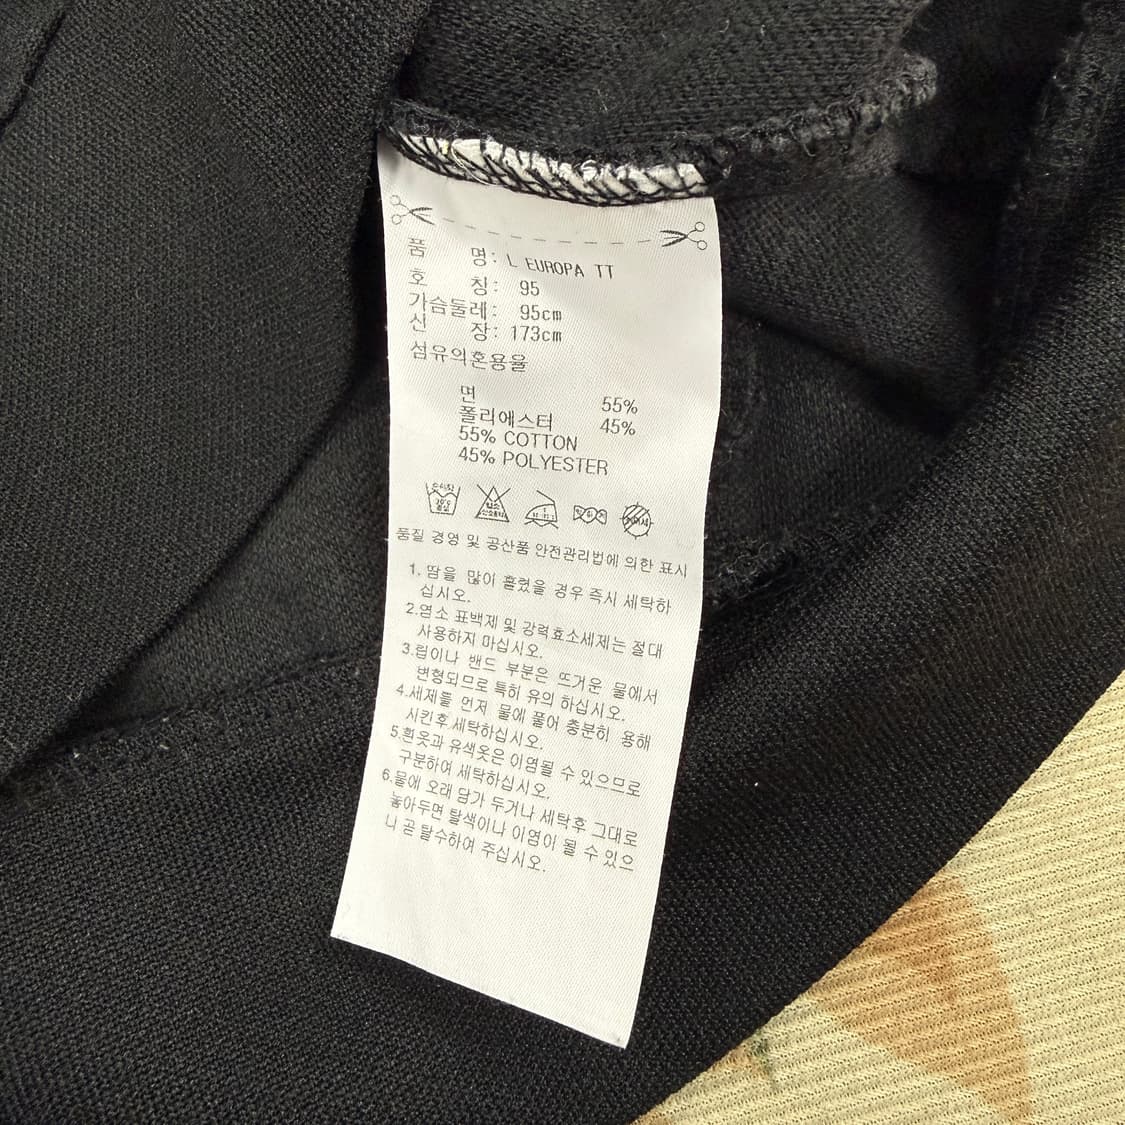 품 명: L EUROPA TT
호 칭: 95
가슴둘레: 95cm
신 장: 173cm
섬유의혼용율
면 55%
폴리에스터 45%
55% COTTON
45% POLYESTER
품질 경영 및 공산품 안전관리법에 의한 표시
1. 땀을 많이 흘렸을 경우 즉시 세탁하
십시오.
2.염소 표백제 및 강력효소세제는 절대
사용하지 마십시오.
3.립이나 밴드 부분은 뜨거운 물에서
변형되므로 특히 유의 하십시오.
4.세제를 먼저 물에 풀어 충분히 용해
시킨후 세탁하십시오.
5.흰옷과 유색옷은 이염될 수 있으므로
구분하여 세탁하십시오.
6.물에 오래 담가 두거나 세탁후 그대로
놓아두면 탈색이나 이염이 될 수 있으
니 곧 탈수하여 주십시오.